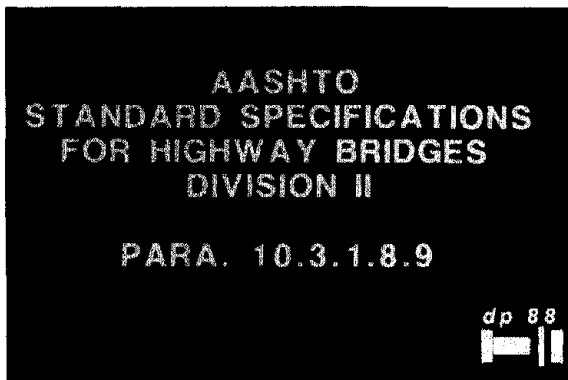 AASHTO
STANDARD SPECIFICATIONS
FOR HIGHWAY BRIDGES
DIVISION II
PARA. 10.3.1.8.9
dp 88